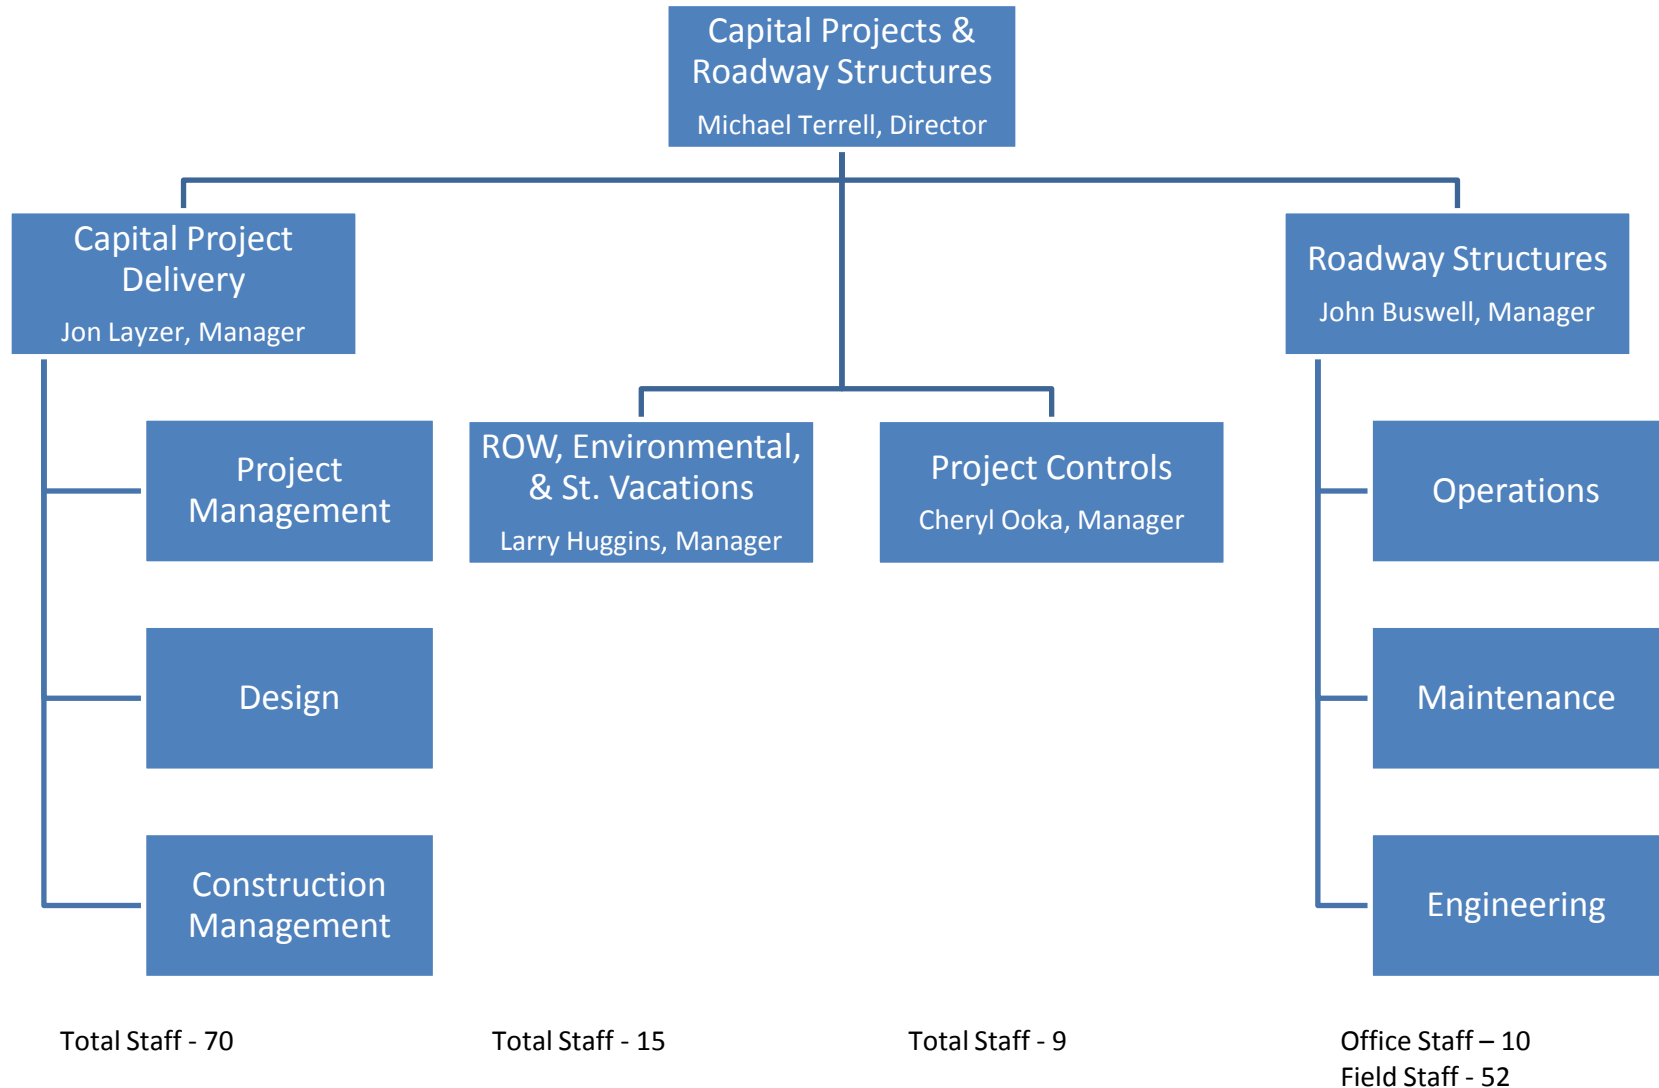 Capital Projects &
Roadway Structures
Michael Terrell, Director
Capital Project
Delivery
Jon Layzer, Manager
Roadway Structures
John Buswell, Manager
ROW, Environmental,
& St. Vacations
Larry Huggins, Manager
Project Controls
Cheryl Ooka, Manager
Project
Management
Design
Construction
Management
Operations
Maintenance
Engineering
Total Staff - 70
Total Staff - 15
Total Staff - 9
Office Staff – 10
Field Staff - 52